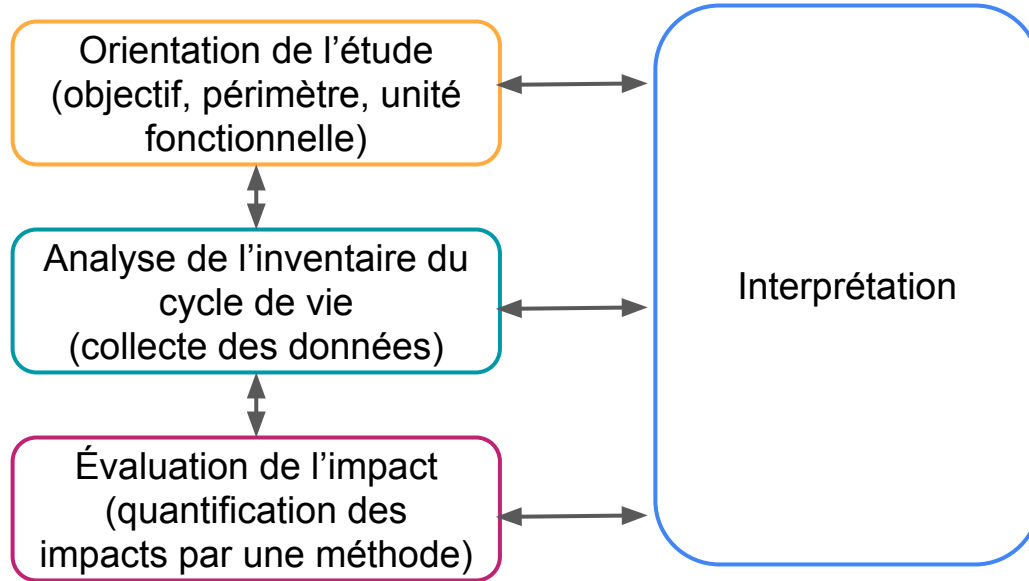 Orientation de l’étude
(objectif, périmètre, unité
fonctionnelle)
Analyse de l’inventaire du
cycle de vie
(collecte des données)
Évaluation de l’impact
(quantification des
impacts par une méthode)
Interprétation